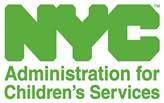 NYC
Administration for
Children's Services